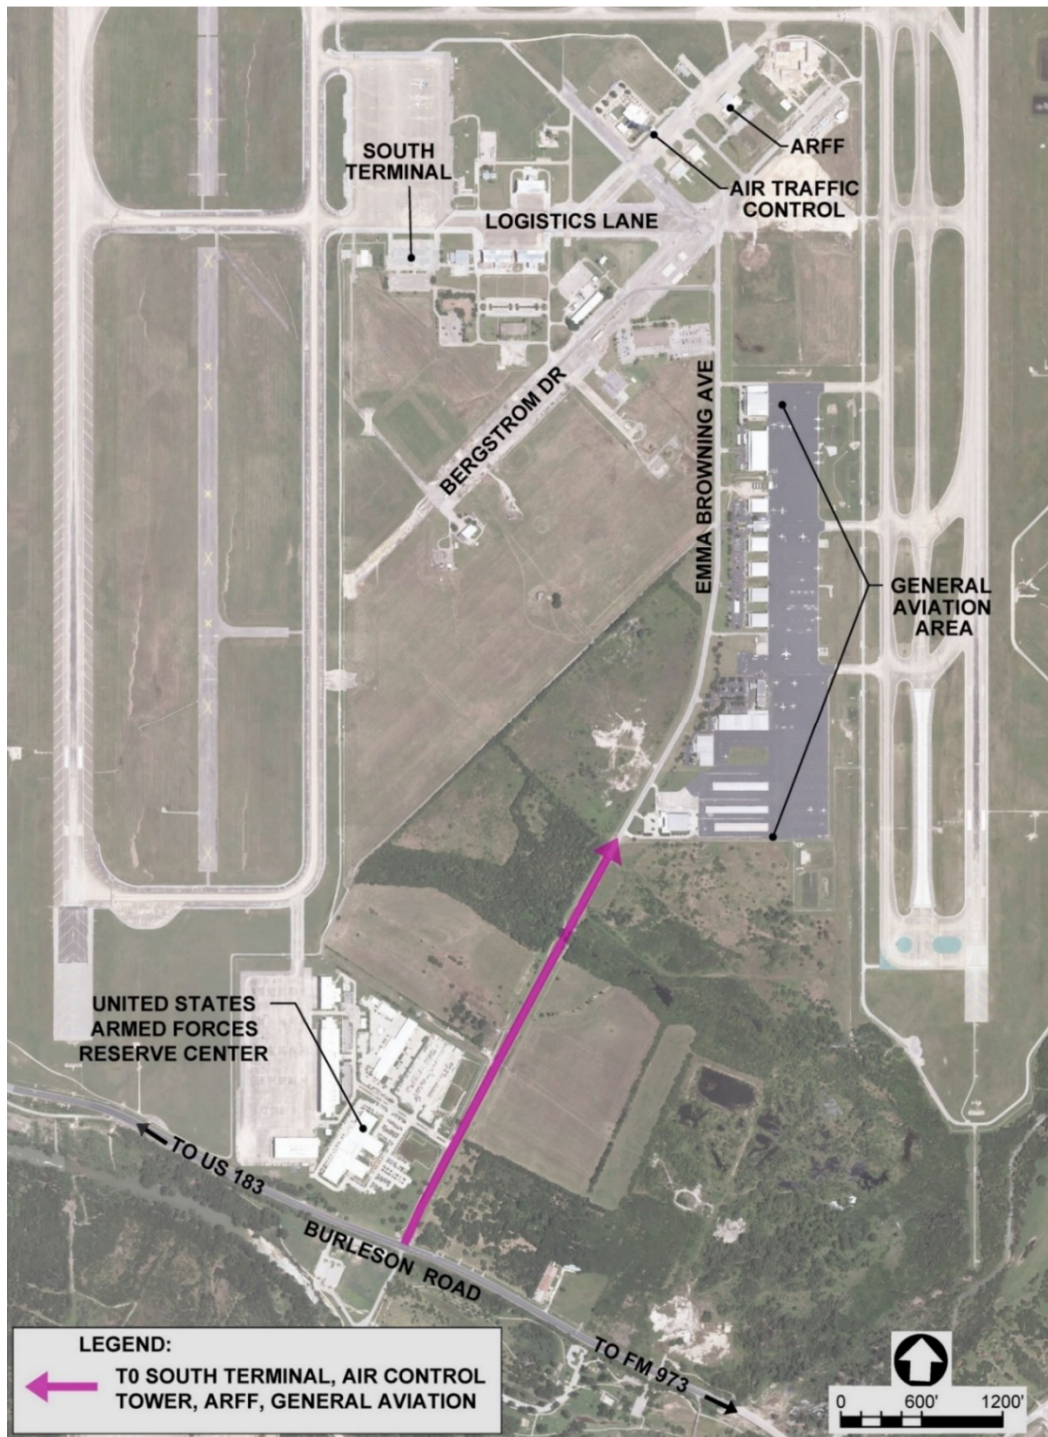 SOUTH
TERMINAL
ARFF
AIR TRAFFIC
CONTROL
LOGISTICS LANE
BERGSTROM DR
EMMA BROWNING AVE
GENERAL
AVIATION
AREA
UNITED STATES
ARMED FORCES
RESERVE CENTER
TO US 183
BURLESON ROAD
TO FM 973
LEGEND:
T0 SOUTH TERMINAL, AIR CONTROL
TOWER, ARFF, GENERAL AVIATION
0 600' 1200'